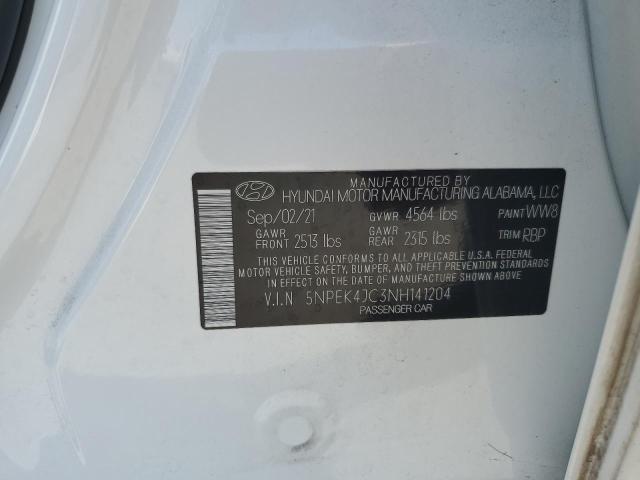 MANUFACTURED BY
HYUNDAI MOTOR MANUFACTURING ALABAMA, LLC
Sep/02/21 GVWR 4564 lbs PAINT WW8
GAWR FRONT 2513 lbs GAWR REAR 2315 lbs TRIM RBP
THIS VEHICLE CONFORMS TO ALL APPLICABLE U.S.A. FEDERAL
MOTOR VEHICLE SAFETY, BUMPER, AND THEFT PREVENTION STANDARDS
IN EFFECT ON THE DATE OF MANUFACTURE SHOWN ABOVE
V.I.N 5NPEK4JC3NH141204
PASSENGER CAR